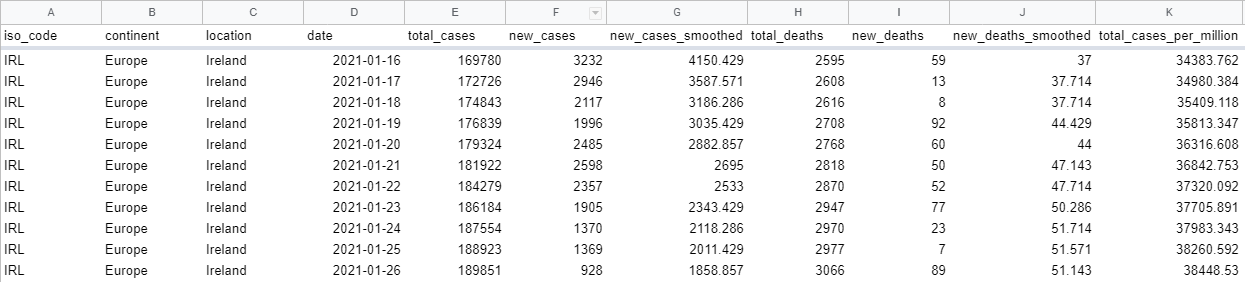 A B C D E F G H I J K
iso_code continent location date total_cases new_cases new_cases_smoothed total_deaths new_deaths new_deaths_smoothed total_cases_per_million
IRL Europe Ireland 2021-01-16 169780 3232 4150.429 2595 59 37 34383.762
IRL Europe Ireland 2021-01-17 172726 2946 3587.571 2608 13 37.714 34980.384
IRL Europe Ireland 2021-01-18 174843 2117 3186.286 2616 8 37.714 35409.118
IRL Europe Ireland 2021-01-19 176839 1996 3035.429 2708 92 44.429 35813.347
IRL Europe Ireland 2021-01-20 179324 2485 2882.857 2768 60 44 36316.608
IRL Europe Ireland 2021-01-21 181922 2598 2695 2818 50 47.143 36842.753
IRL Europe Ireland 2021-01-22 184279 2357 2533 2870 52 47.714 37320.092
IRL Europe Ireland 2021-01-23 186184 1905 2343.429 2947 77 50.286 37705.891
IRL Europe Ireland 2021-01-24 187554 1370 2118.286 2970 23 51.714 37983.343
IRL Europe Ireland 2021-01-25 188923 1369 2011.429 2977 7 51.571 38260.592
IRL Europe Ireland 2021-01-26 189851 928 1858.857 3066 89 51.143 38448.53